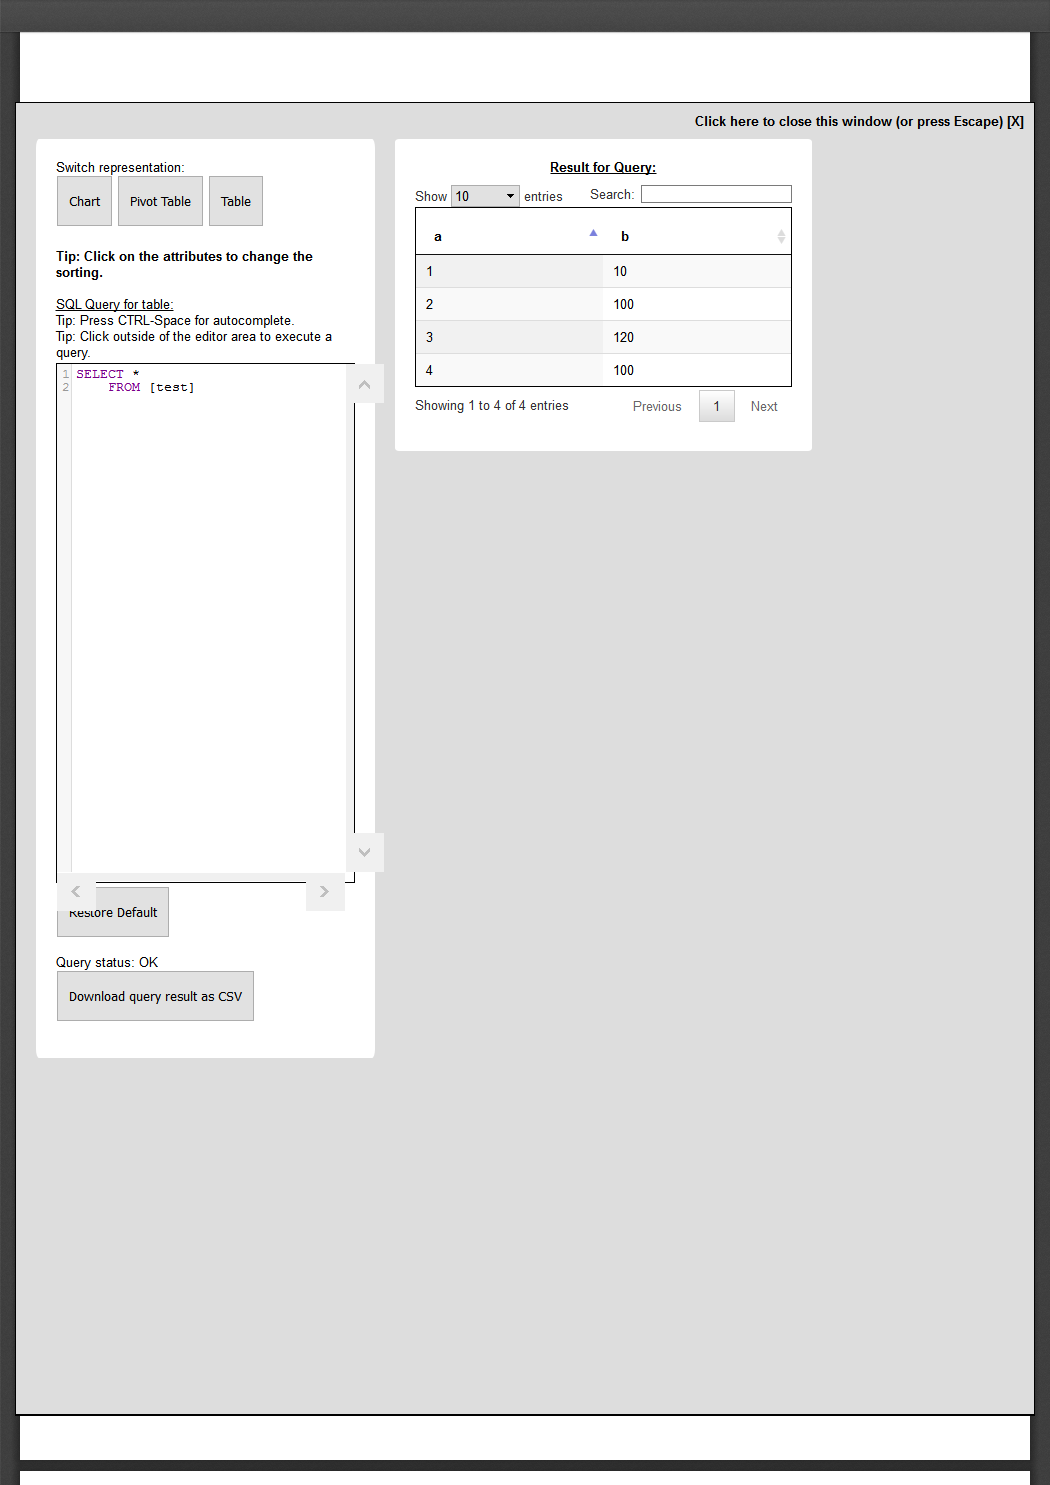 Click here to close this window (or press Escape) [X]
Switch representation:
Chart Pivot Table Table
Tip: Click on the attributes to change the
sorting.
SQL Query for table:
Tip: Press CTRL-Space for autocomplete.
Tip: Click outside of the editor area to execute a
query.
1 SELECT *
2 FROM [test]
Restore Default
Query status: OK
Download query result as CSV
Result for Query:
Show 10 entries Search:
a b
1 10
2 100
3 120
4 100
Showing 1 to 4 of 4 entries Previous 1 Next